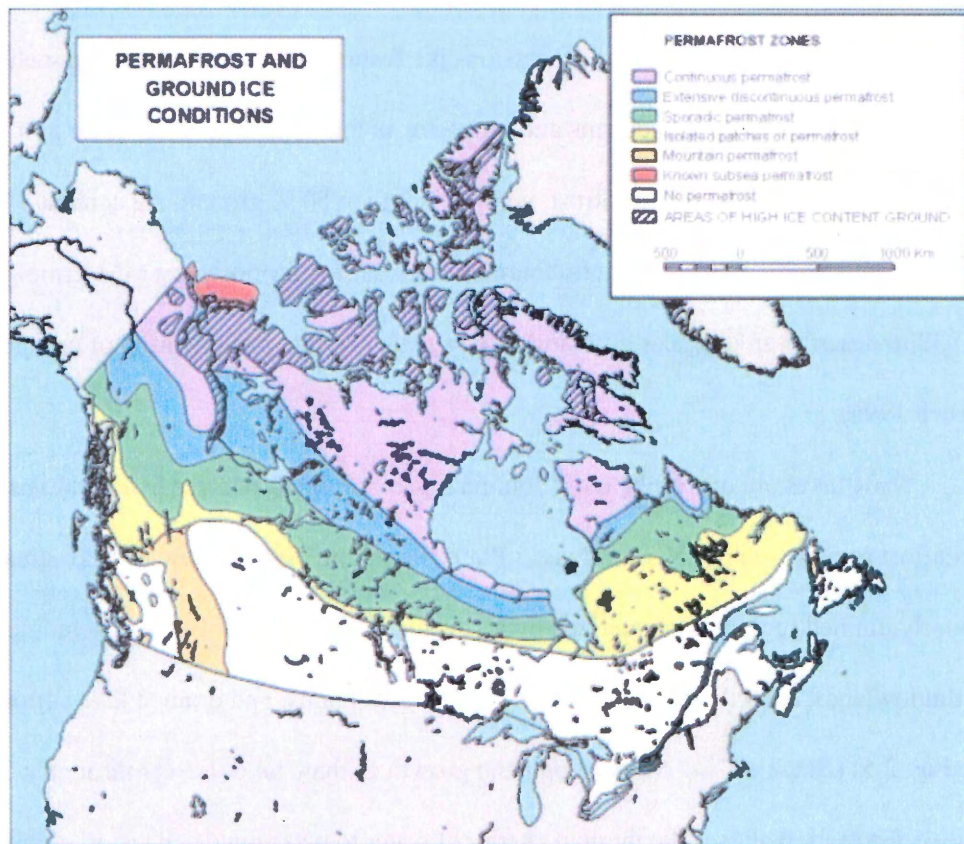 PERMAFROST AND
GROUND ICE
CONDITIONS
PERMAFROST ZONES
Continuous permafrost
Extensive discontinuous permafrost
Sporadic permafrost
Isolated patches of permafrost
Mountain permafrost
Known subsea permafrost
No permafrost
AREAS OF HIGH ICE CONTENT GROUND
500 0 500 1000 km